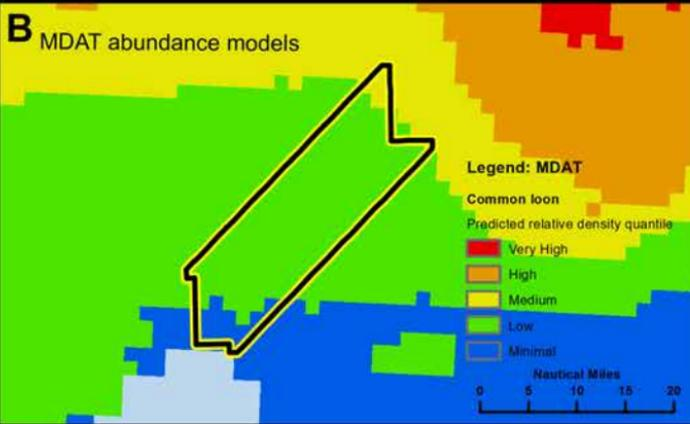 B MDAT abundance models
Legend: MDAT
Common loon
Predicted relative density quantile
Very High
High
Medium
Low
Minimal
Nautical Miles
0 5 10 15 20